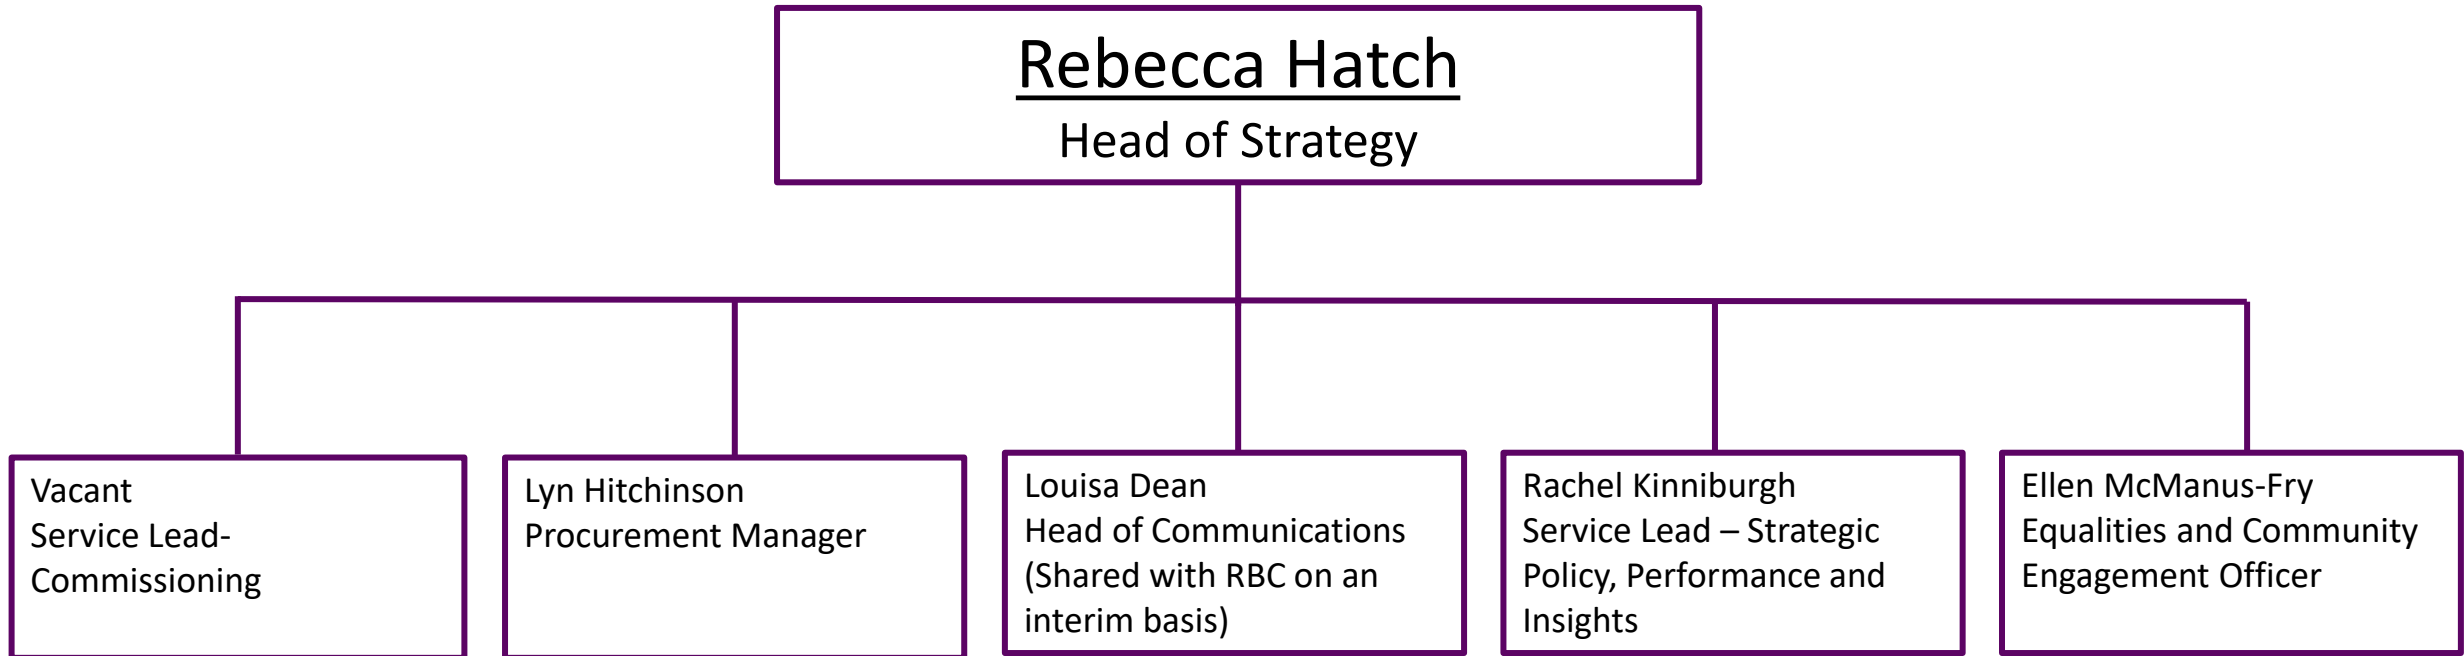 Rebecca Hatch
Head of Strategy
Vacant
Service Lead-
Commissioning
Lyn Hitchinson
Procurement Manager
Louisa Dean
Head of Communications
(Shared with RBC on an
interim basis)
Rachel Kinniburgh
Service Lead – Strategic
Policy, Performance and
Insights
Ellen McManus-Fry
Equalities and Community
Engagement Officer